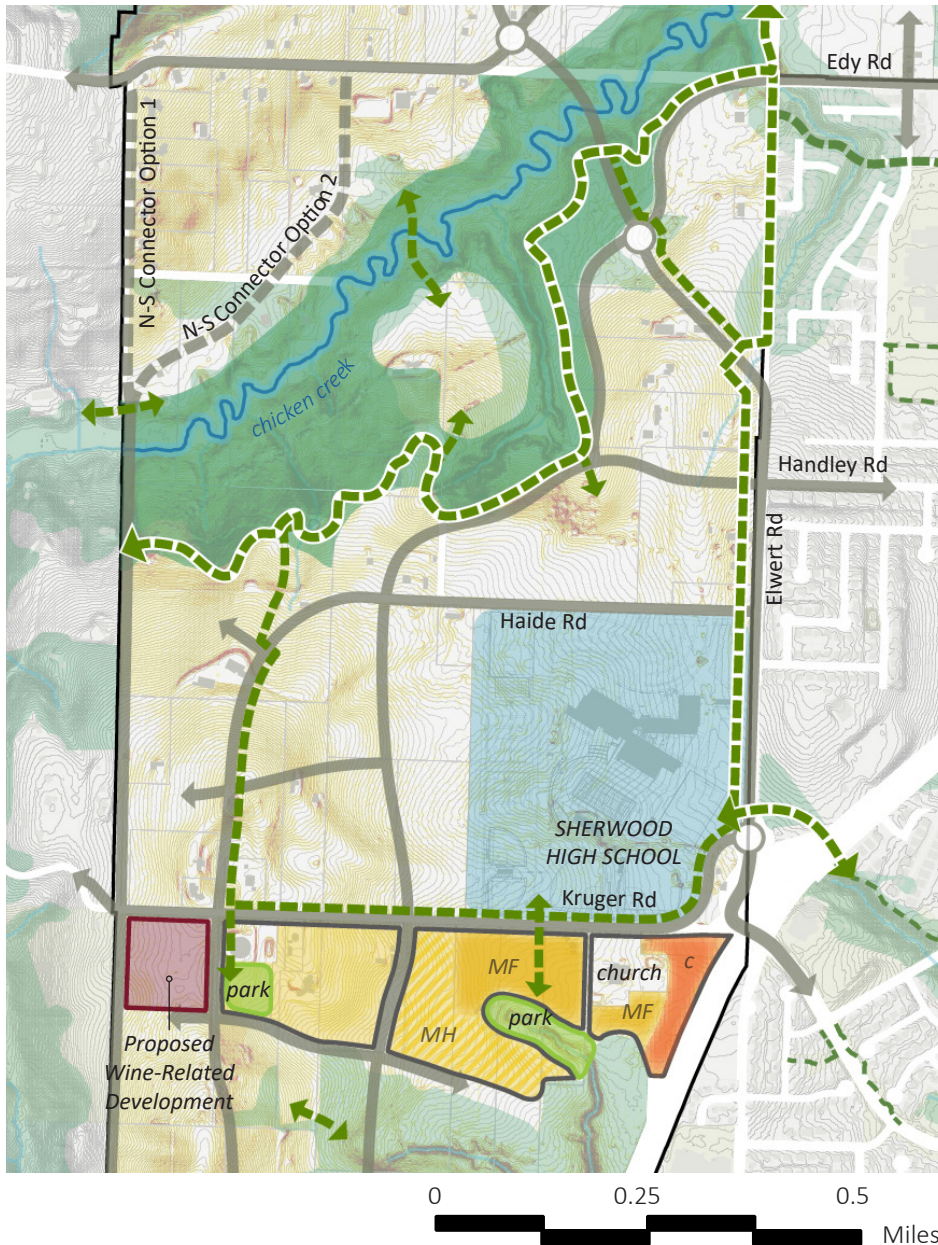 Edy Rd
N-S Connector Option 1
N-S Connector Option 2
chicken creek
Handley Rd
Elwert Rd
Haide Rd
SHERWOOD
HIGH SCHOOL
Kruger Rd
MF
church
c
park
park
MF
MH
Proposed
Wine-Related
Development
0
0.25
0.5
Miles